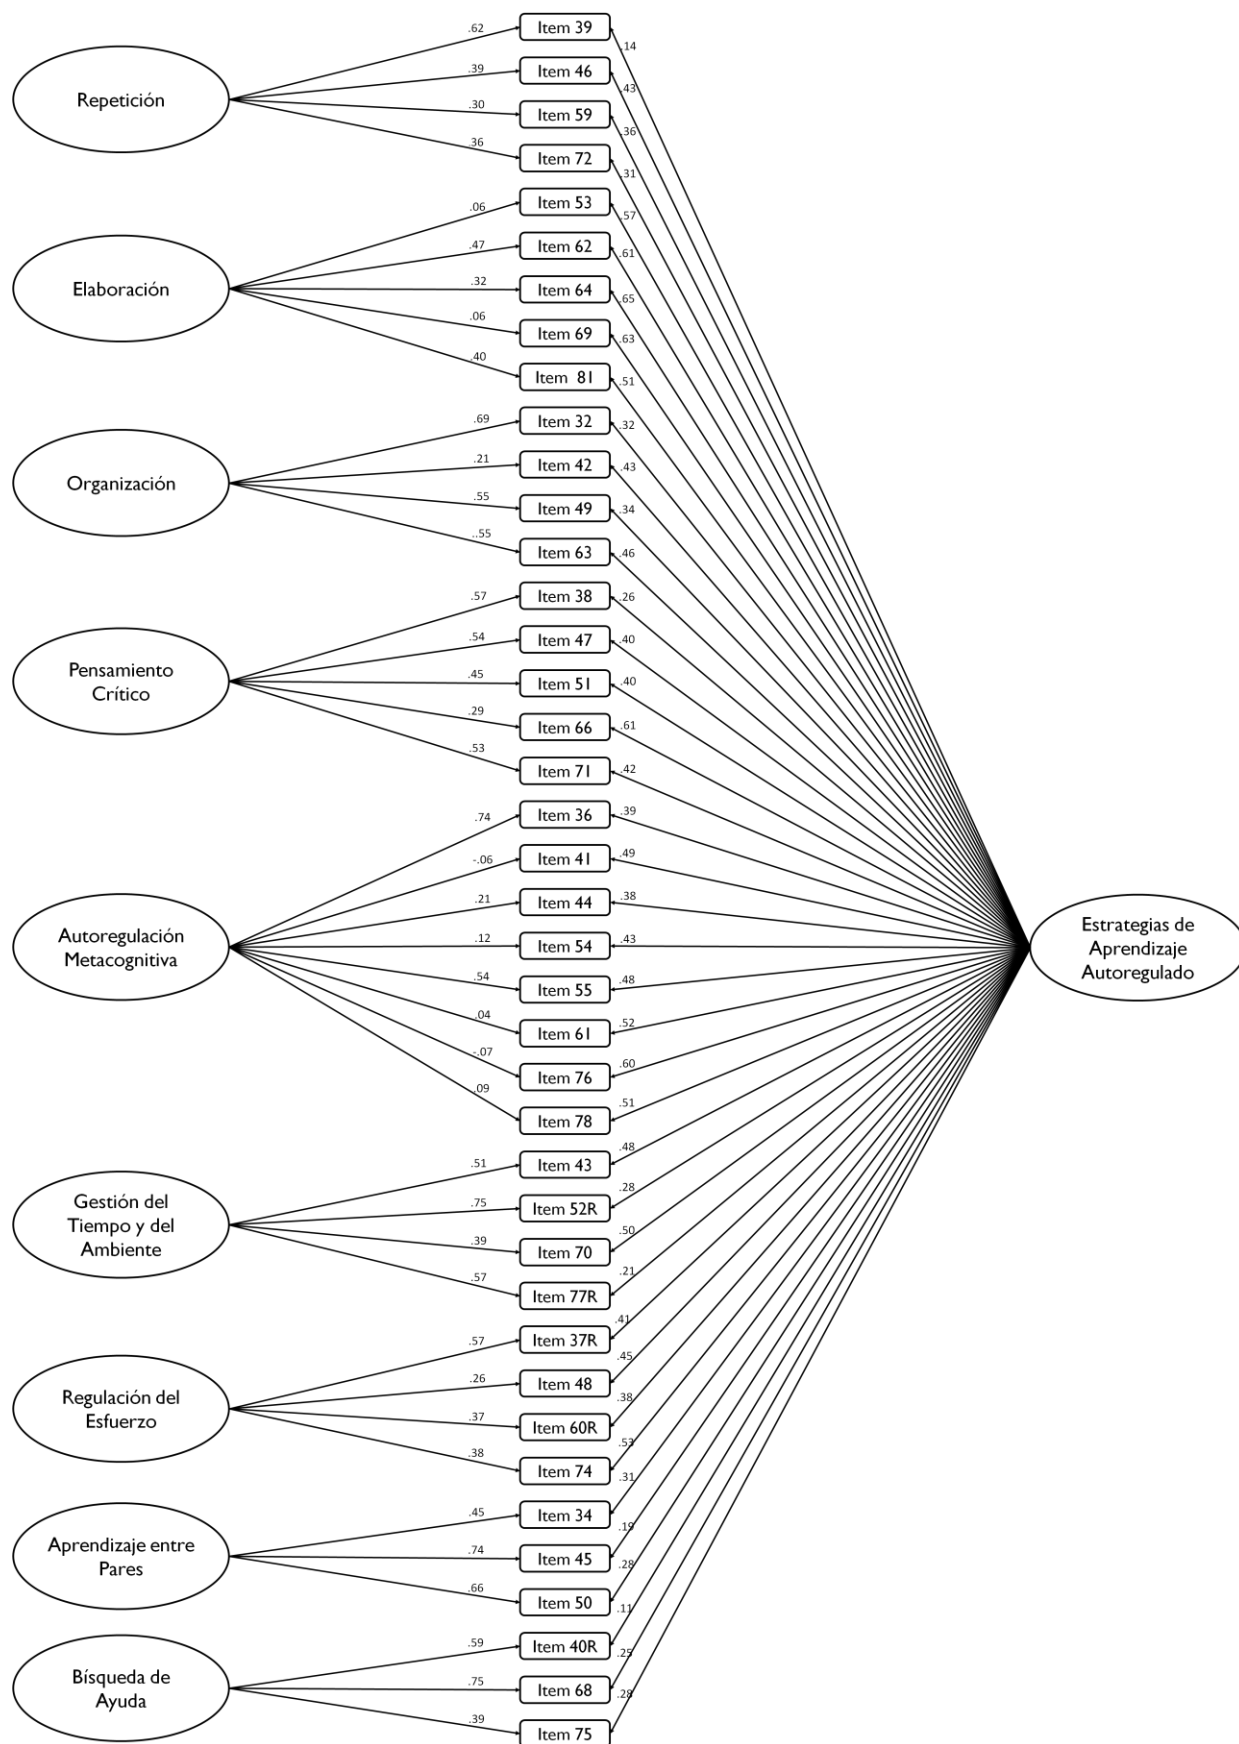 .62
Item 39
.14
.39
Item 46
.43
Repetición
.30
Item 59
.36
.36
Item 72
.31
.06
Item 53
.57
.47
Item 62
.61
Elaboración
.32
Item 64
.65
.06
Item 69
.63
.40
Item 81
.51
.69
Item 32
.32
.21
Item 42
.43
Organización
.55
Item 49
.34
..55
Item 63
.46
.57
Item 38
.26
.54
Item 47
.40
Pensamiento
Crítico
.45
Item 51
.40
.29
Item 66
.61
.53
Item 71
.42
.74
Item 36
.39
-.06
Item 41
.49
.21
Item 44
.38
Autoregulación
Metacognitiva
.12
Item 54
.43
Estrategias de
Aprendizaje
Autoregulado
.54
Item 55
.48
.04
Item 61
.52
-.07
Item 76
.60
.09
Item 78
.51
.51
Item 43
.48
Gestión del
Tiempo y del
Ambiente
.75
Item 52R
.28
.39
Item 70
.50
.57
Item 77R
.21
.57
Item 37R
.41
.26
Item 48
.45
Regulación del
Esfuerzo
.37
Item 60R
.38
.38
Item 74
.53
.45
Item 34
.31
Aprendizaje entre
Pares
.74
Item 45
.19
.66
Item 50
.28
.59
Item 40R
.11
Bísqueda de
Ayuda
.75
Item 68
.25
.39
Item 75
.28